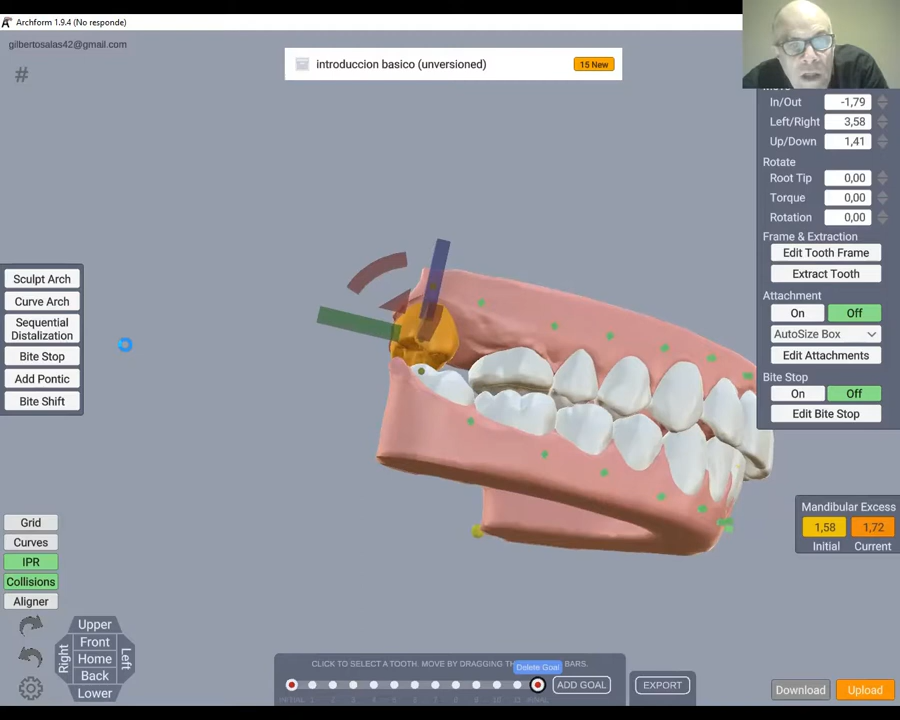 Archform 1.9.4 (No responde)
gilbertosalas42@gmail.com
#
introduccion basico (unversioned)
15 New
In/Out -1,79
Left/Right 3,58
Up/Down 1,41
Rotate
Root Tip 0,00
Torque 0,00
Rotation 0,00
Frame & Extraction
Edit Tooth Frame
Extract Tooth
Attachment
On Off
AutoSize Box
Edit Attachments
Bite Stop
On Off
Edit Bite Stop
Sculpt Arch
Curve Arch
Sequential
Distalization
Bite Stop
Add Pontic
Bite Shift
Mandibular Excess
1,58 1,72
Initial Current
Grid
Curves
IPR
Collisions
Aligner
Upper
Front
Right Home Left
Back
Lower
CLICK TO SELECT A TOOTH. MOVE BY DRAGGING TH BARS.
Delete Goal
ADD GOAL
EXPORT
Download
Upload